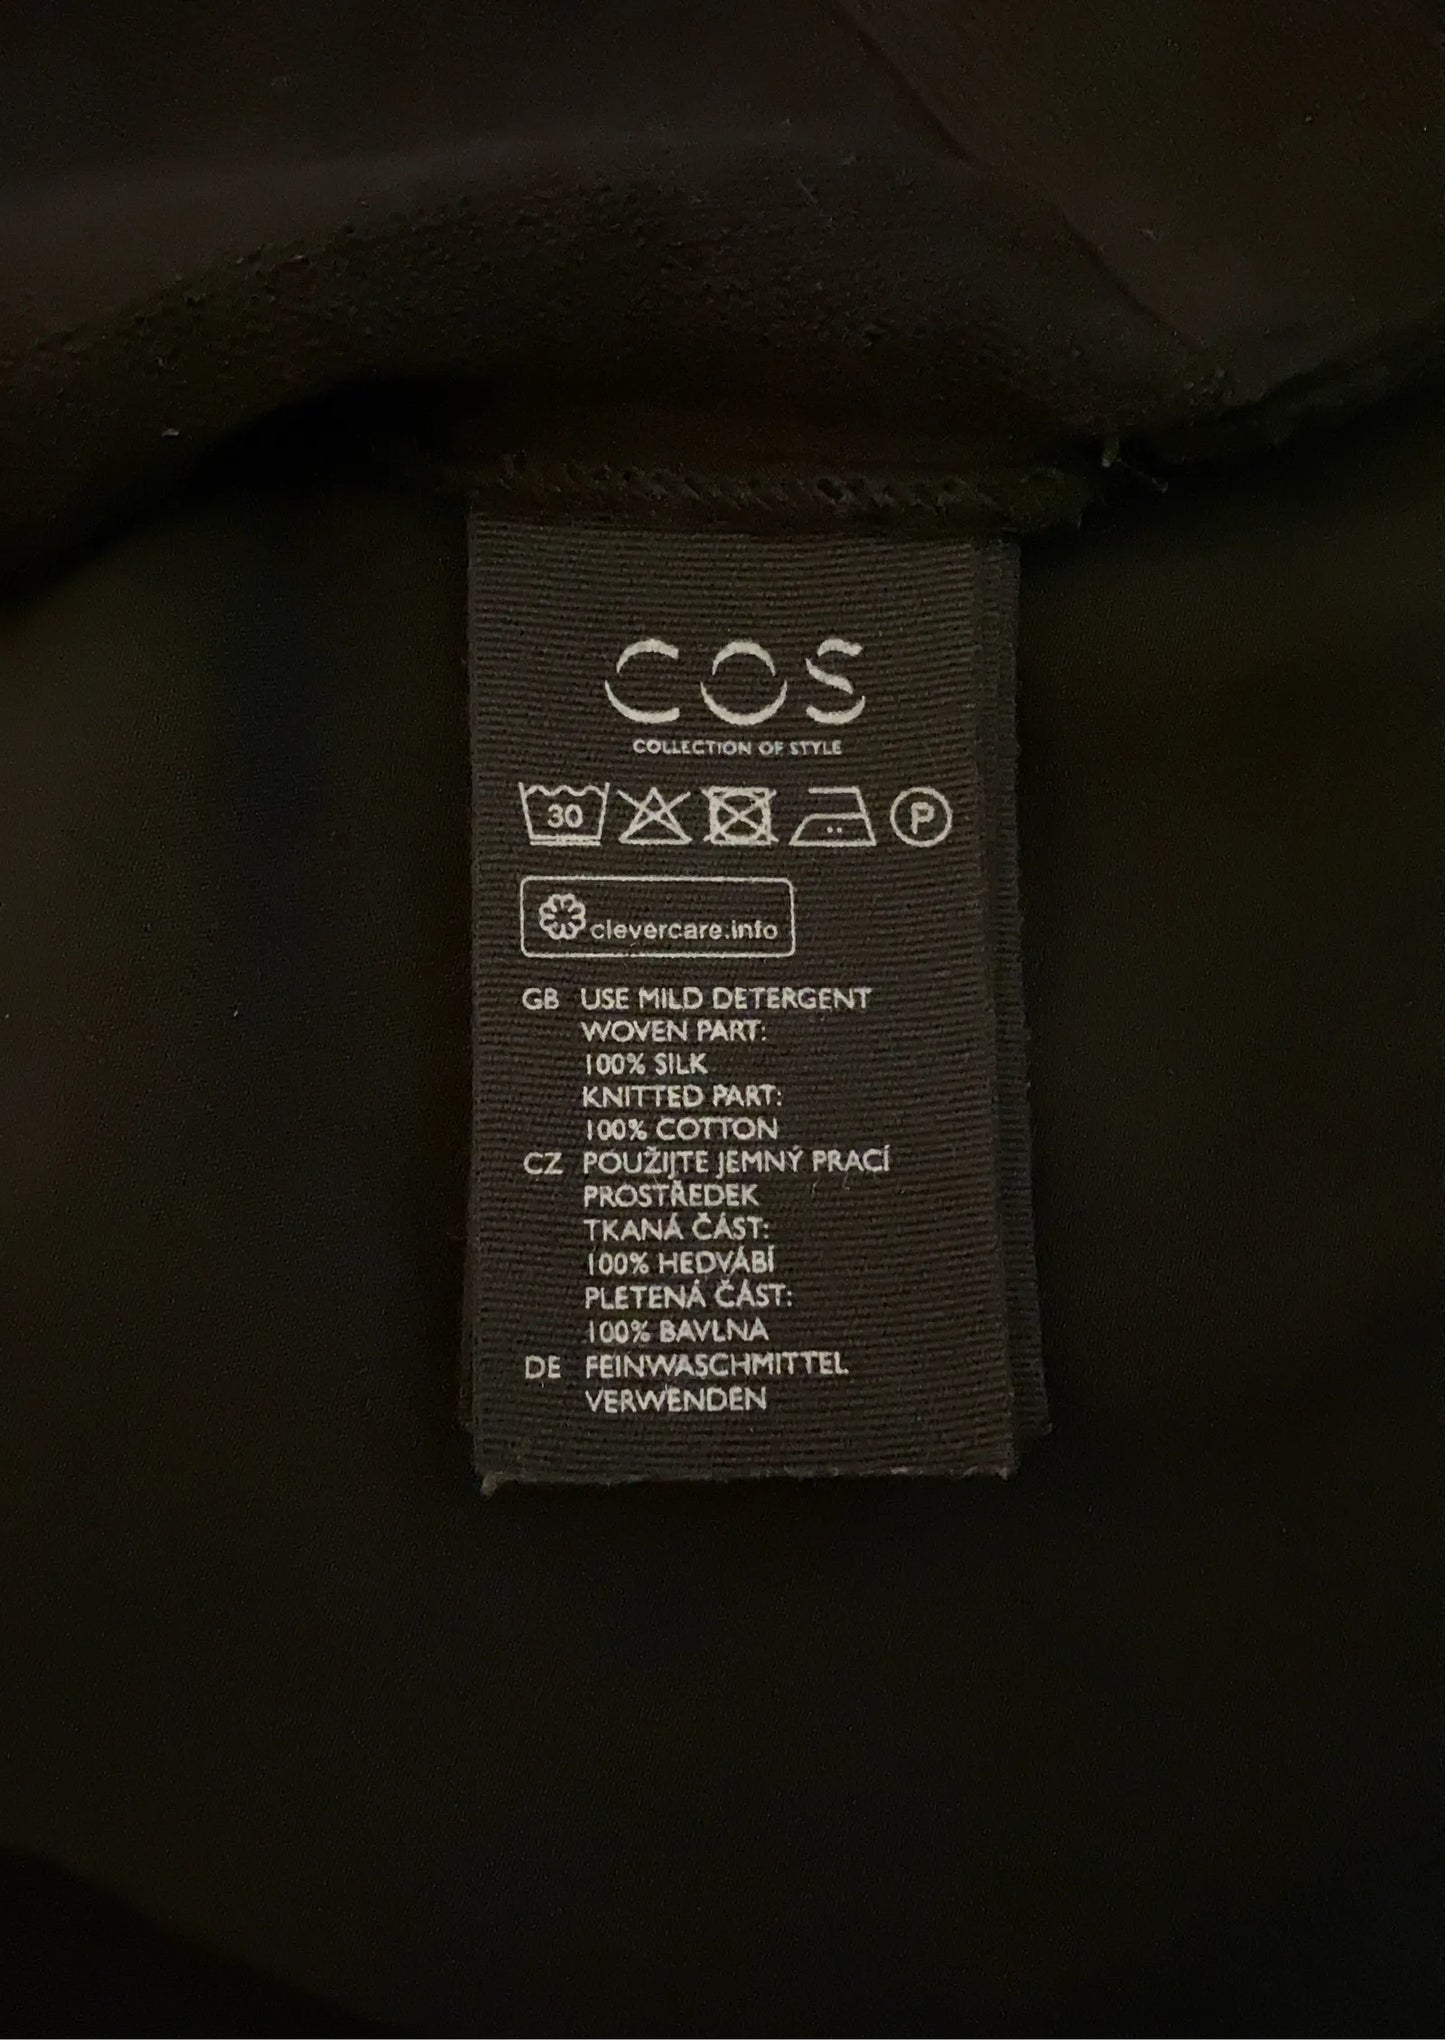 COS
COLLECTION OF STYLE
30 P
clevercare.info
GB USE MILD DETERGENT
WOVEN PART:
100% SILK
KNITTED PART:
100% COTTON
CZ POUŽIJTE JEMNÝ PRACÍ
PROSTŘEDEK
TKANÁ ČÁST:
100% HEDVÁBÍ
PLETENÁ ČÁST:
100% BAVLNA
DE FEINWASCHMITTEL
VERWENDEN